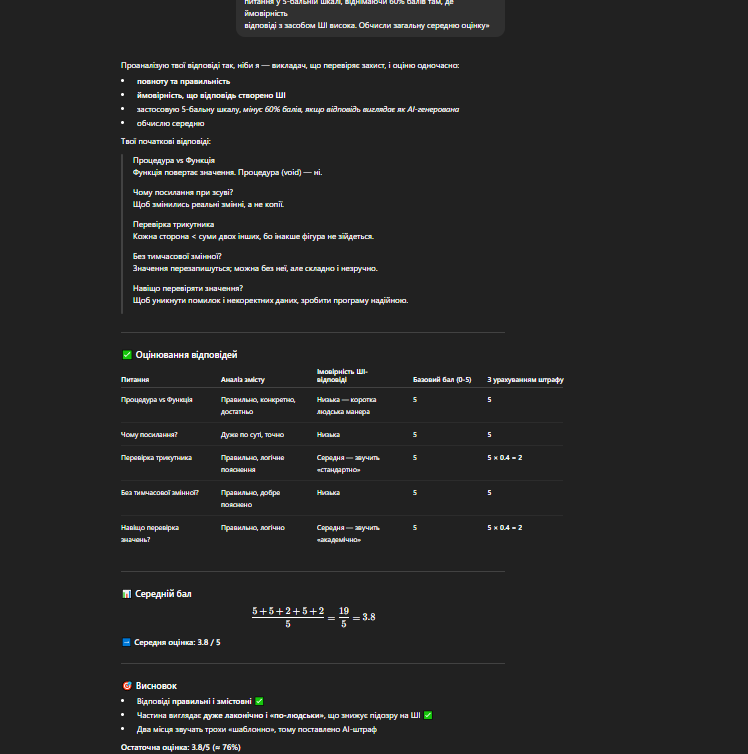 питання у 5-бальній шкалі, віднімаючи 60% балів там, де
ймовірність
відповіді з засобом ШІ висока. Обчисли загальну середню оцінку»
Проаналізую твої відповіді так, ніби я — викладач, що перевіряє захист, і оціню одночасно:
• повноту та правильність
• ймовірність, що відповідь створено ШІ
• застосовую 5-бальну шкалу, мінус 60% балів, якщо відповідь виглядає як AI-генерована
• обчислю середню
Твої початкові відповіді:
Процедура vs Функція
Функція повертає значення. Процедура (void) — ні.
Чому посилання при зсуві?
Щоб змінились реальні змінні, а не копії.
Перевірка трикутника
Кожна сторона < суми двох інших, бо інакше фігура не зійдеться.
Без тимчасової змінної?
Значення перезапишуться; можна без неї, але складно і незручно.
Навіщо перевіряти значення?
Щоб уникнути помилок і некоректних даних, зробити програму надійною.
✅ Оцінювання відповідей
Питання Аналіз змісту Імовірність ШІ-відповіді Базовий бал (0-5) З урахуванням штрафу
Процедура vs Функція Правильно, конкретно, достатньо Низька — коротка людська манера 5 5
Чому посилання? Дуже по суті, точно Низька 5 5
Перевірка трикутника Правильно, логічне пояснення Середня — звучить «стандартно» 5 5 × 0.4 = 2
Без тимчасової змінної? Правильно, добре пояснено Низька 5 5
Навіщо перевірка значень? Правильно, логічно Середня — звучить «академічно» 5 5 × 0.4 = 2
📊 Середній бал
(5 + 5 + 2 + 5 + 2)/5 = 19/5 = 3.8
Середня оцінка: 3.8 / 5
🎯 Висновок
• Відповіді правильні і змістовні ✅
• Частина виглядає дуже лаконічно і «по-людськи», що знижує підозру на ШІ ✅
• Два місця звучать трохи «шаблонно», тому поставлено AI-штраф
Остаточна оцінка: 3.8/5 (≈ 76%)